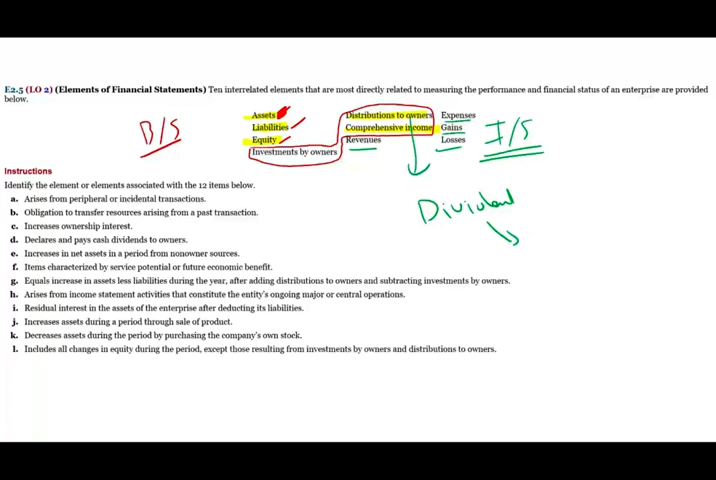 E2.5 (LO 2) (Elements of Financial Statements) Ten interrelated elements that are most directly related to measuring the performance and financial status of an enterprise are provided
below.
Assets Distributions to owners Expenses
Liabilities Comprehensive income Gains
Equity Revenues Losses
Investments by owners
B/S
I/S
Dividend
Instructions
Identify the element or elements associated with the 12 items below.
a. Arises from peripheral or incidental transactions.
b. Obligation to transfer resources arising from a past transaction.
c. Increases ownership interest.
d. Declares and pays cash dividends to owners.
e. Increases in net assets in a period from nonowner sources.
f. Items characterized by service potential or future economic benefit.
g. Equals increase in assets less liabilities during the year, after adding distributions to owners and subtracting investments by owners.
h. Arises from income statement activities that constitute the entity's ongoing major or central operations.
i. Residual interest in the assets of the enterprise after deducting its liabilities.
j. Increases assets during a period through sale of product.
k. Decreases assets during the period by purchasing the company's own stock.
l. Includes all changes in equity during the period, except those resulting from investments by owners and distributions to owners.